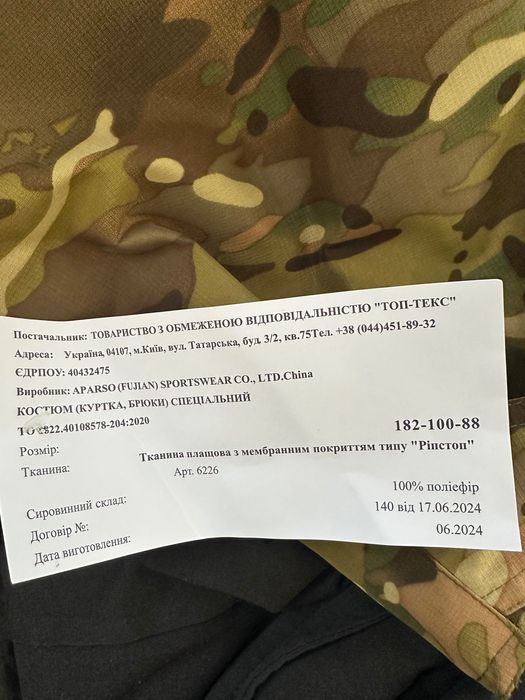 Постачальник: ТОВАРИСТВО З ОБМЕЖЕНОЮ ВІДПОВІДАЛЬНІСТЮ "ТОП-ТЕКС"
Адреса: Україна, 04107, м.Київ, вул. Татарська, буд. 3/2, кв.75Тел. +38 (044)451-89-32
ЄДРПОУ: 40432475
Виробник: APARSO (FUJIAN) SPORTSWEAR CO., LTD.China
КОСТЮМ (КУРТКА, БРЮКИ) СПЕЦІАЛЬНИЙ
22.40108578-204:2020
Розмір: 182-100-88
Тканина: Тканина плащова з мембранним покриттям типу "Ріпстоп"
Арт. 6226
Сировинний склад: 100% поліефір
Договір №: 140 від 17.06.2024
Дата виготовлення: 06.2024